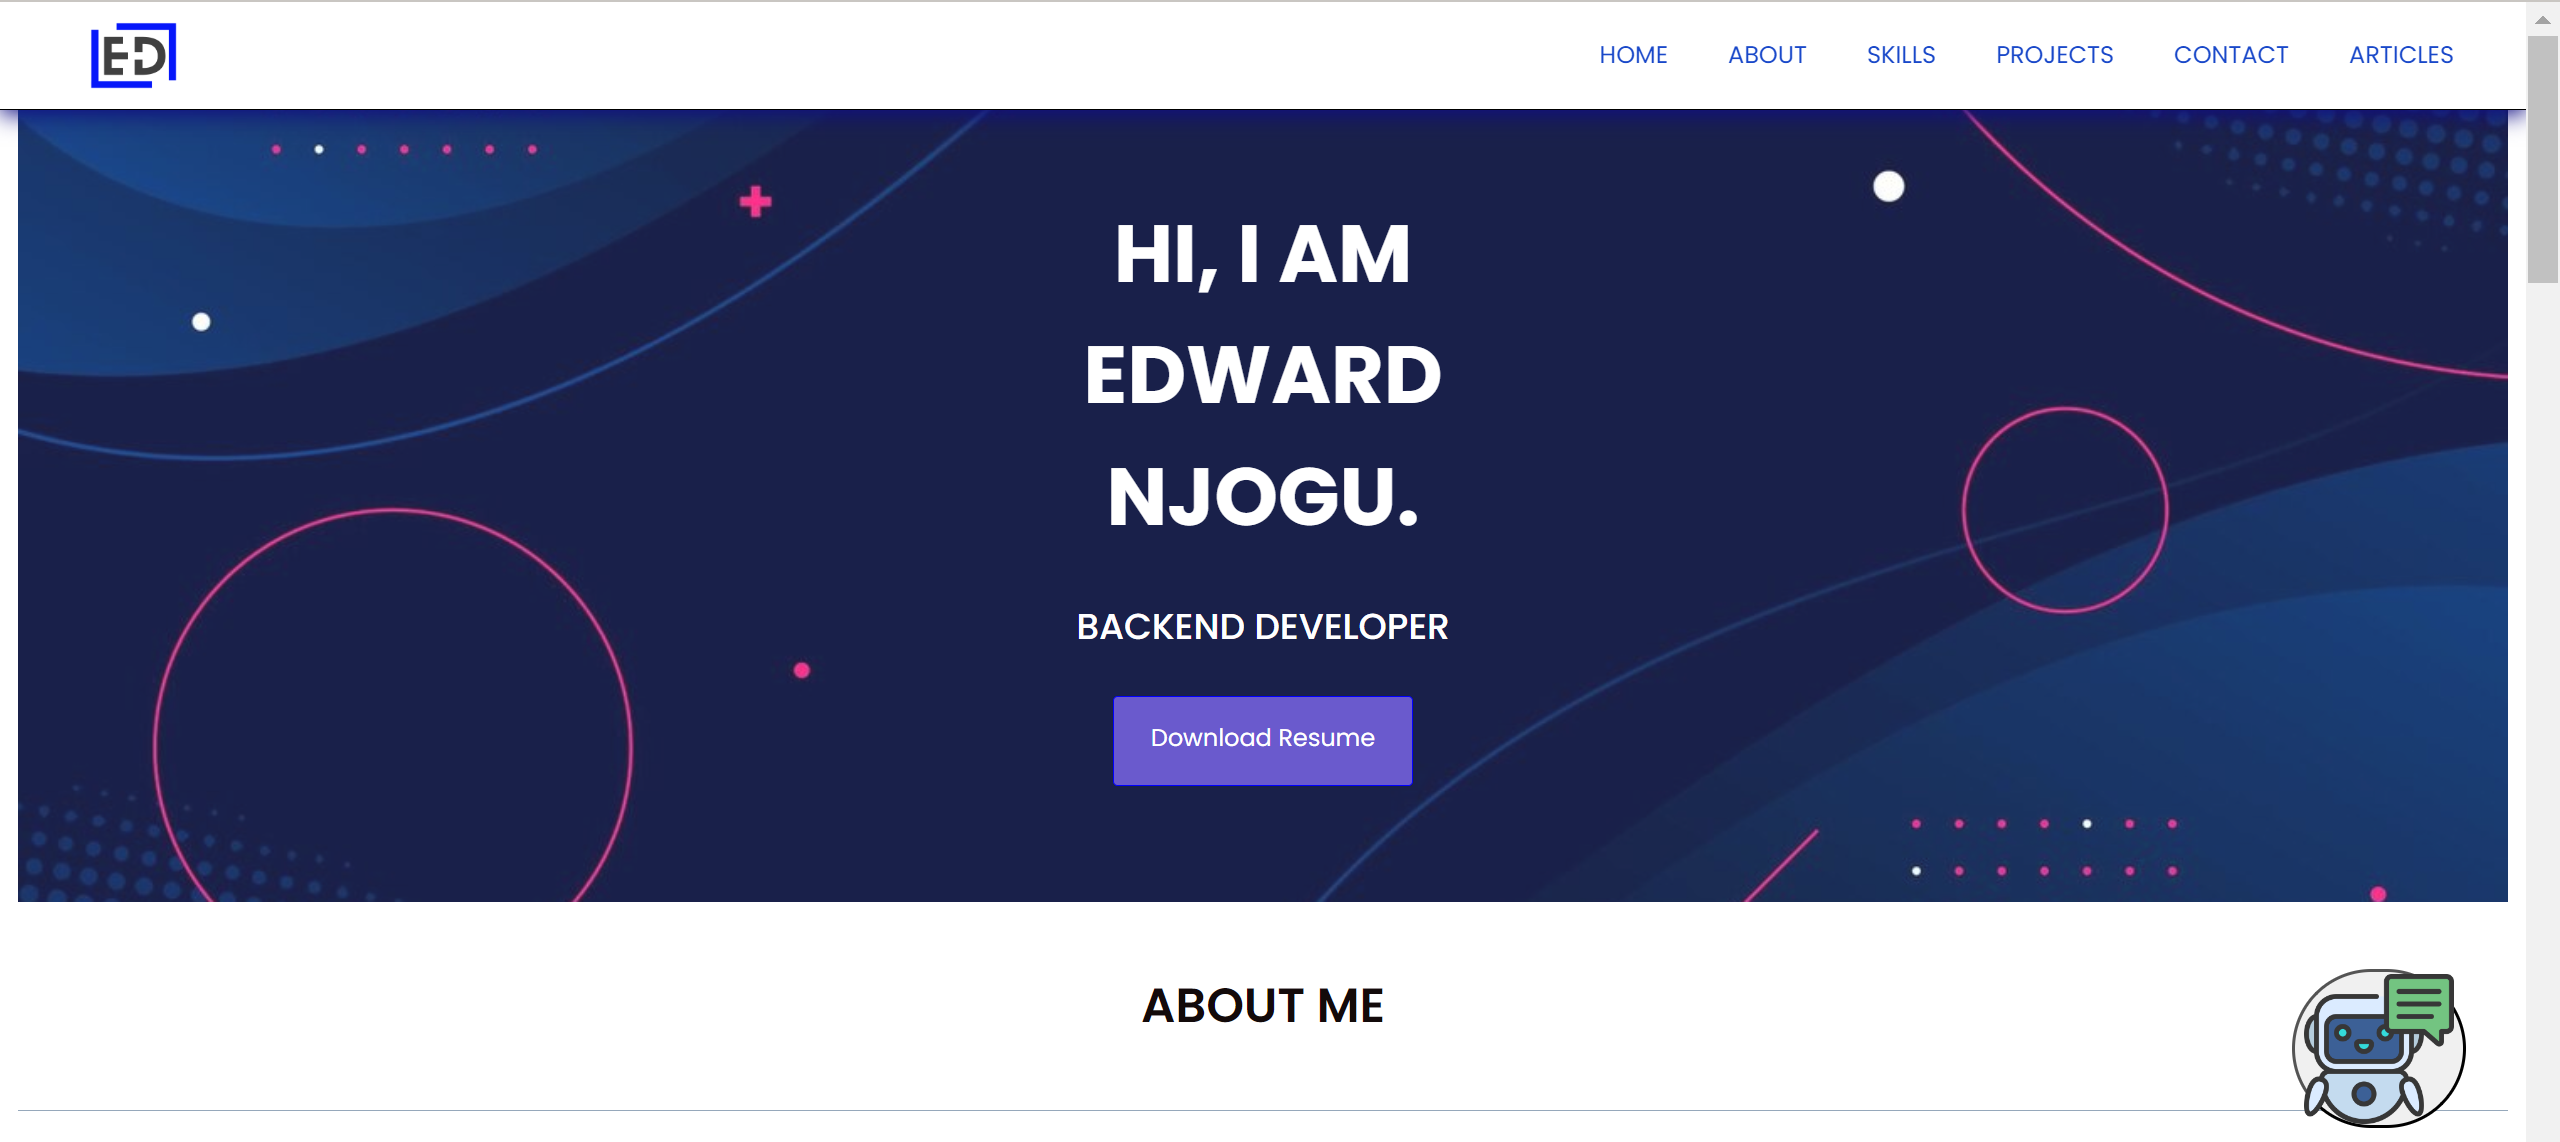 ED
HOME ABOUT SKILLS PROJECTS CONTACT ARTICLES
HI, I AM
EDWARD
NJOGU.
BACKEND DEVELOPER
Download Resume
ABOUT ME